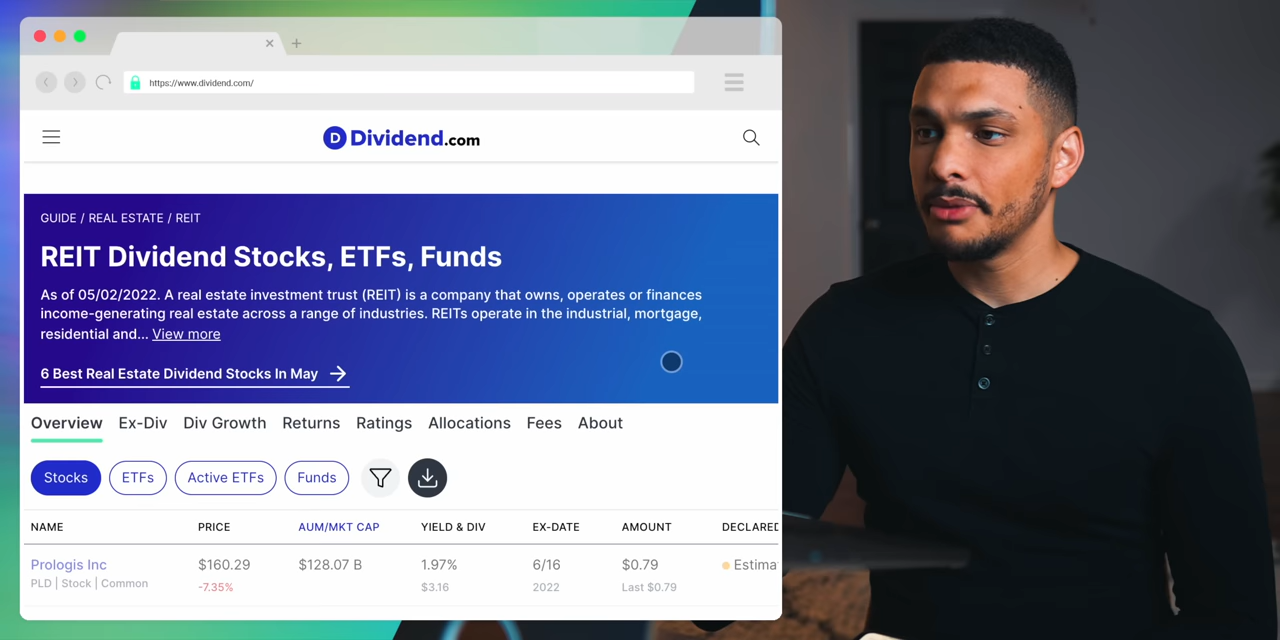 https://www.dividend.com/
D Dividend.com
GUIDE / REAL ESTATE / REIT
REIT Dividend Stocks, ETFs, Funds
As of 05/02/2022. A real estate investment trust (REIT) is a company that owns, operates or finances
income-generating real estate across a range of industries. REITs operate in the industrial, mortgage,
residential and... View more
6 Best Real Estate Dividend Stocks In May
Overview Ex-Div Div Growth Returns Ratings Allocations Fees About
Stocks ETFs Active ETFs Funds
NAME PRICE AUM/MKT CAP YIELD & DIV EX-DATE AMOUNT DECLARED
Prologis Inc $160.29 $128.07 B 1.97% 6/16 $0.79 Estima
PLD | Stock | Common -7.35% $3.16 2022 Last $0.79